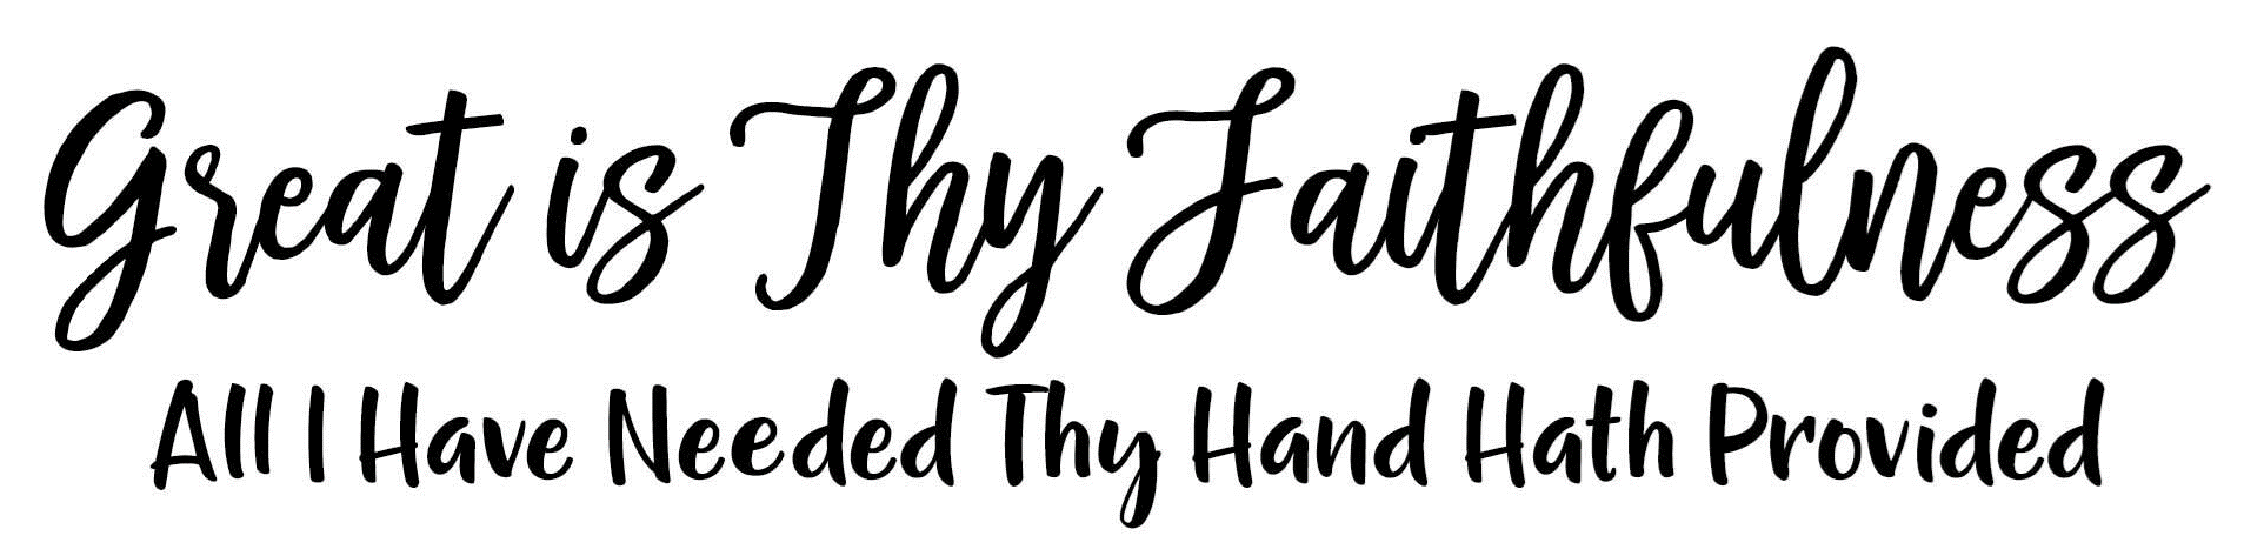 Great is Thy Faithfulness
All I Have Needed Thy Hand Hath Provided